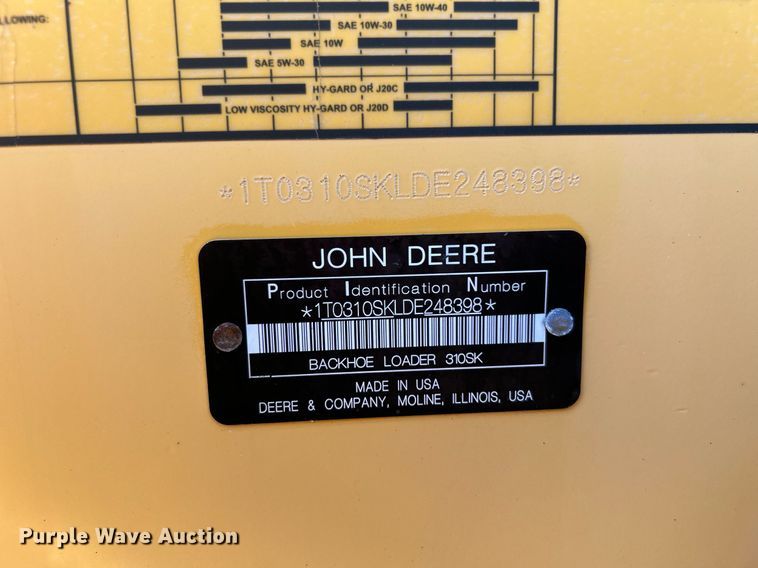 LLOWING:
SAE 10W-40
SAE 10W-30
SAE 10W
SAE 5W-30
HY-GARD OR J20C
LOW VISCOSITY HY-GARD OR J20D
*1T0310SKLDE248398*
JOHN DEERE
Product Identification Number
*1T0310SKLDE248398*
BACKHOE LOADER 310SK
MADE IN USA
DEERE & COMPANY, MOLINE, ILLINOIS, USA
Purple Wave Auction